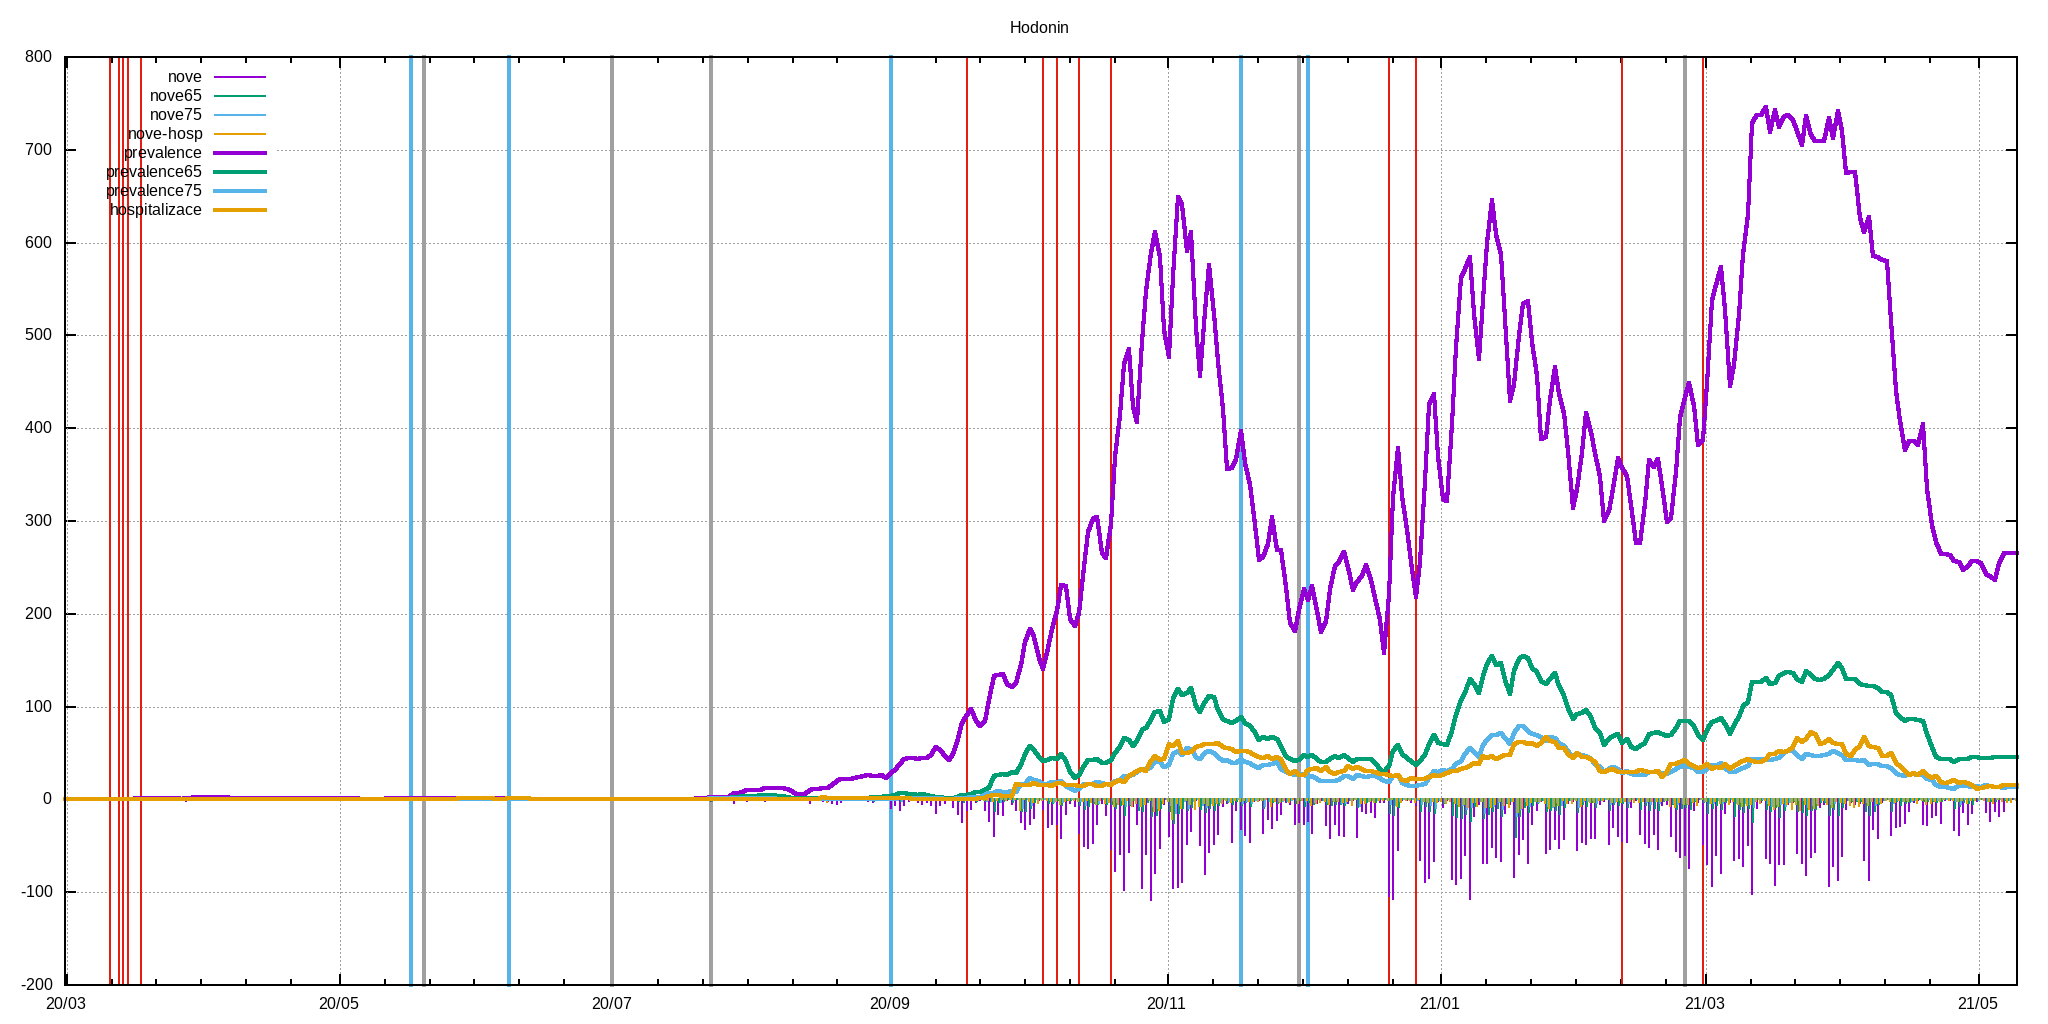 Hodonin
800
700
600
500
400
300
200
100
0
-100
-200
nove
nove65
nove75
nove-hosp
prevalence
prevalence65
prevalence75
hospitalizace
20/03 20/05 20/07 20/09 20/11 21/01 21/03 21/05